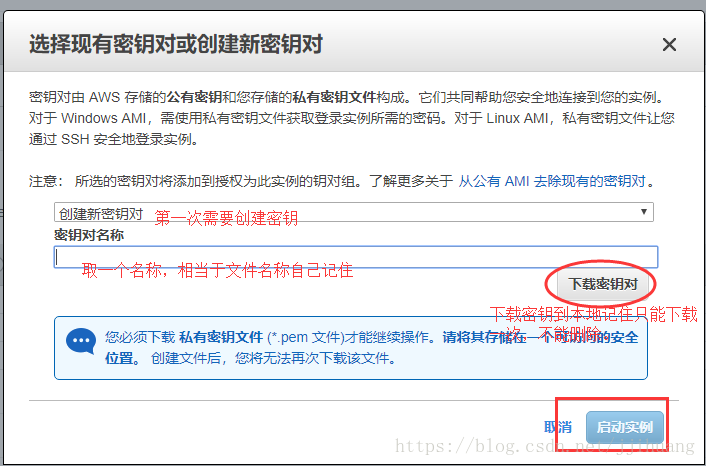 选择现有密钥对或创建新密钥对
密钥对由 AWS 存储的公有密钥和您存储的私有密钥文件构成。它们共同帮助您安全地连接到您的实例。
对于 Windows AMI，需使用私有密钥文件获取登录实例所需的密码。对于 Linux AMI，私有密钥文件让您
通过 SSH 安全地登录实例。
注意： 所选的密钥对将添加到授权为此实例的钥对组。了解更多关于 从公有 AMI 去除现有的密钥对。
创建新密钥对 第一次需要创建密钥
密钥对名称
取一个名称，相当于文件名称自己记住
下载密钥对
下载密钥到本地记住只能下载
次 不能删除
您必须下载 私有密钥文件 (*.pem 文件)才能继续操作。请将其存储在一个可访问的安全
位置。 创建文件后，您将无法再次下载该文件。
取消 启动实例